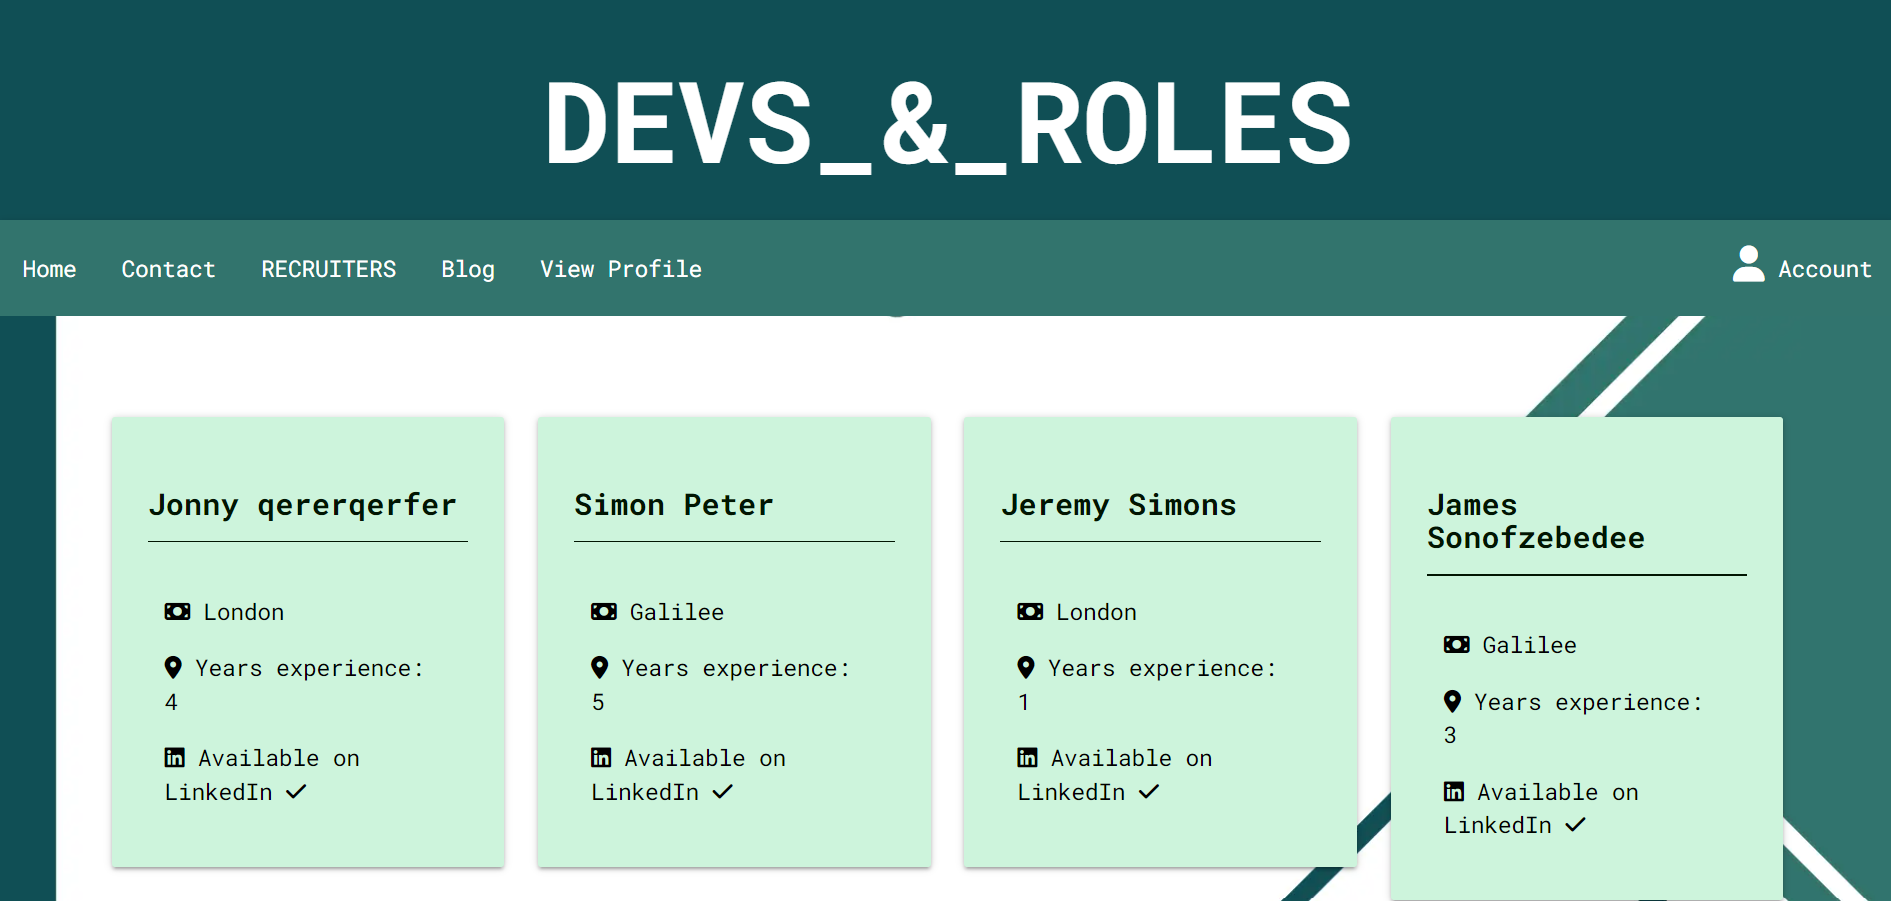 DEVS_&_ROLES
Home Contact RECRUITERS Blog View Profile Account
Jonny qererqerfer
London
Years experience:
4
Available on
LinkedIn ✓
Simon Peter
Galilee
Years experience:
5
Available on
LinkedIn ✓
Jeremy Simons
London
Years experience:
1
Available on
LinkedIn ✓
James
Sonofzebedee
Galilee
Years experience:
3
Available on
LinkedIn ✓